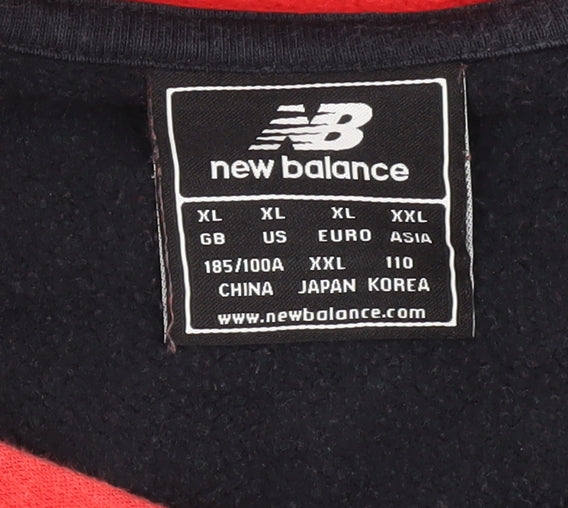 NB
new balance
XL XL XL XXL
GB US EURO ASIA
185/100A XXL 110
CHINA JAPAN KOREA
www.newbalance.com